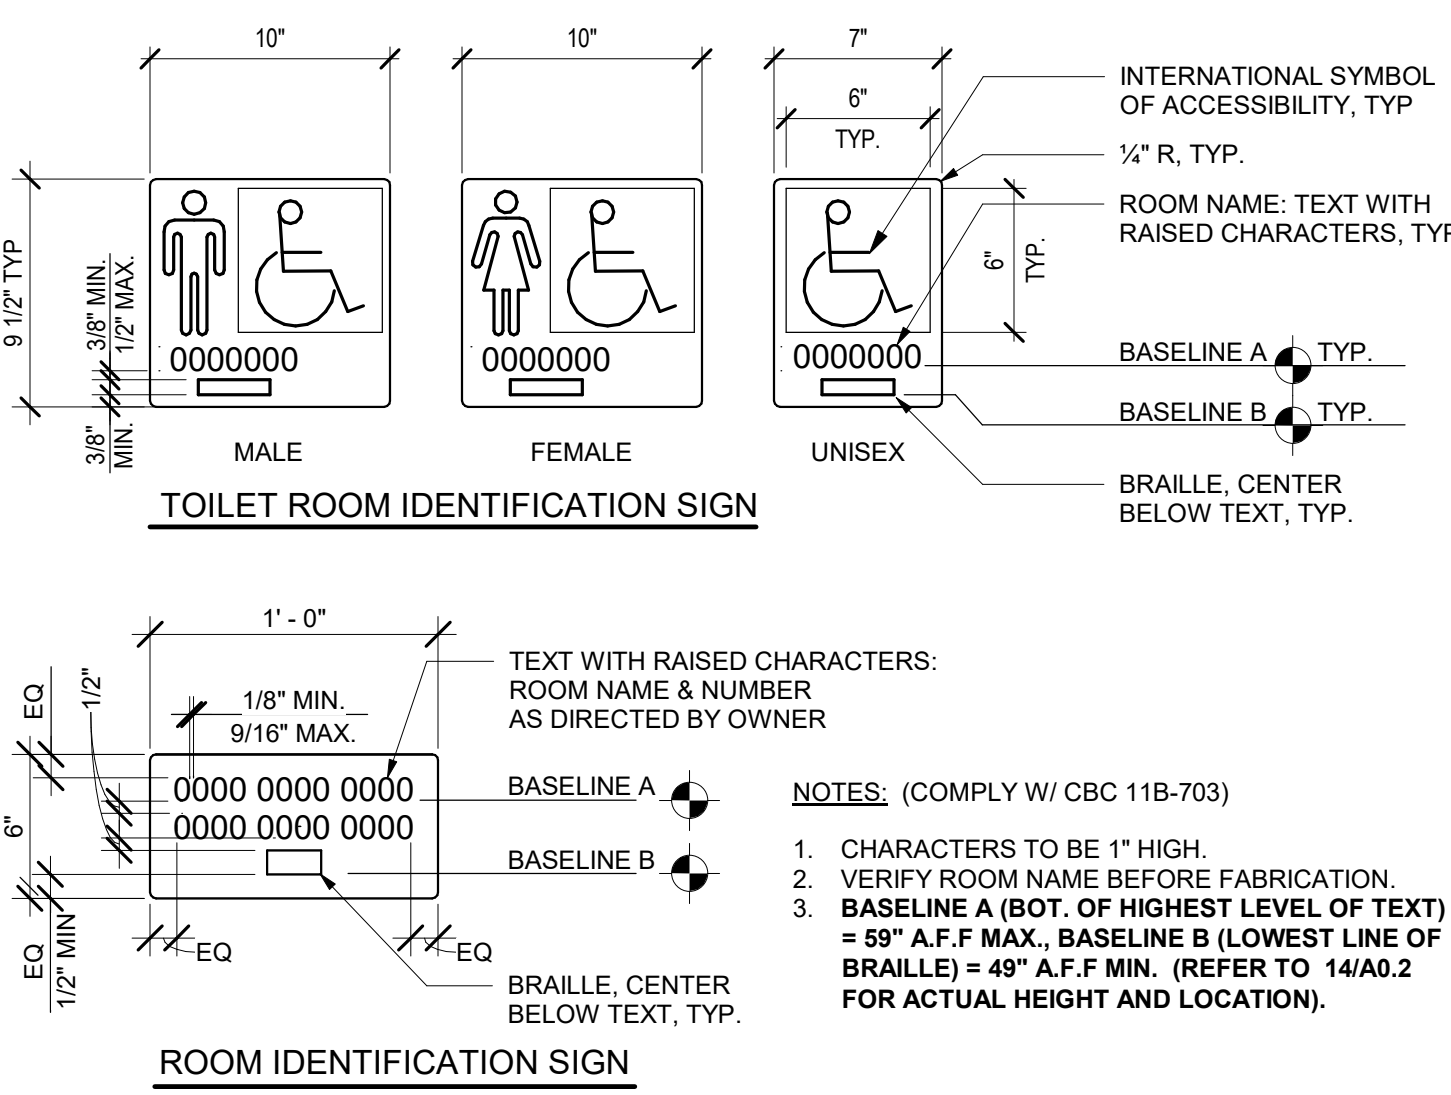 10"
10"
7"
6"
TYP.
INTERNATIONAL SYMBOL
OF ACCESSIBILITY, TYP
¼" R, TYP.
ROOM NAME: TEXT WITH
RAISED CHARACTERS, TYP
9 1/2" TYP
3/8" MIN.
1/2" MAX.
6"
TYP.
0000000
0000000
0000000
BASELINE A
TYP.
BASELINE B
TYP.
3/8"
MIN.
MALE
FEMALE
UNISEX
BRAILLE, CENTER
BELOW TEXT, TYP.
TOILET ROOM IDENTIFICATION SIGN
1' - 0"
TEXT WITH RAISED CHARACTERS:
ROOM NAME & NUMBER
AS DIRECTED BY OWNER
EQ
1/2"
1/8" MIN.
9/16" MAX.
0000 0000 0000
0000 0000 0000
BASELINE A
BASELINE B
6"
EQ
1/2" MIN
EQ
EQ
BRAILLE, CENTER
BELOW TEXT, TYP.
ROOM IDENTIFICATION SIGN
NOTES: (COMPLY W/ CBC 11B-703)
1. CHARACTERS TO BE 1" HIGH.
2. VERIFY ROOM NAME BEFORE FABRICATION.
3. BASELINE A (BOT. OF HIGHEST LEVEL OF TEXT)
= 59" A.F.F MAX., BASELINE B (LOWEST LINE OF
BRAILLE) = 49" A.F.F MIN. (REFER TO 14/A0.2
FOR ACTUAL HEIGHT AND LOCATION).